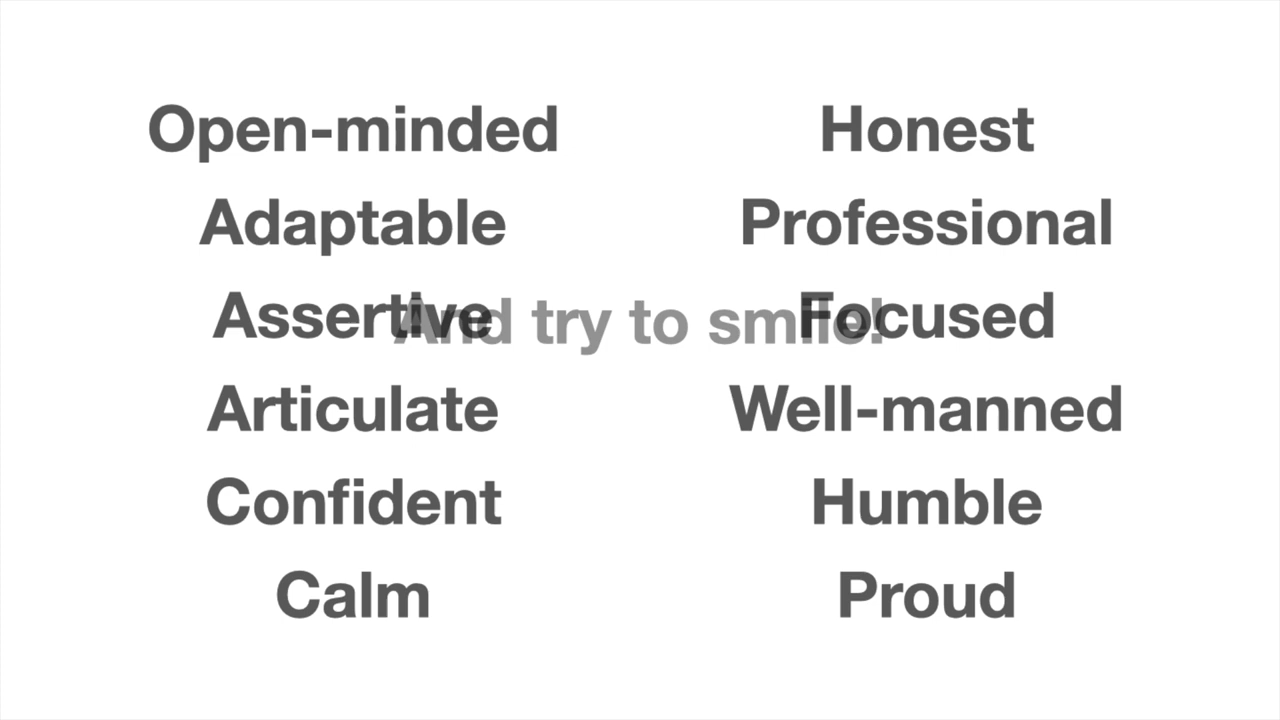 Open-minded
Adaptable
Assertive
Articulate
Confident
Calm
Honest
Professional
Focused
Well-manned
Humble
Proud
And try to smile!